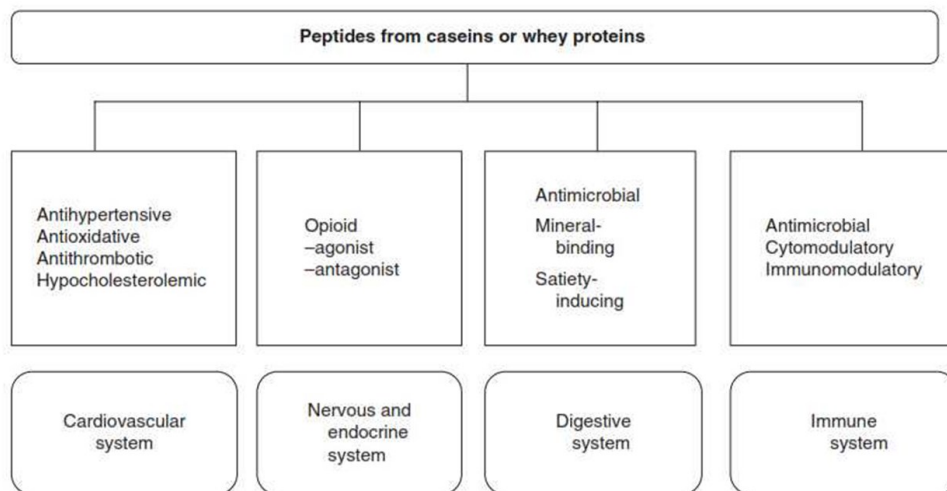 Peptides from caseins or whey proteins
Antihypertensive
Antioxidative
Antithrombotic
Hypocholesterolemic
Opioid
–agonist
–antagonist
Antimicrobial
Mineral-
binding
Satiety-
inducing
Antimicrobial
Cytomodulatory
Immunomodulatory
Cardiovascular
system
Nervous and
endocrine
system
Digestive
system
Immune
system